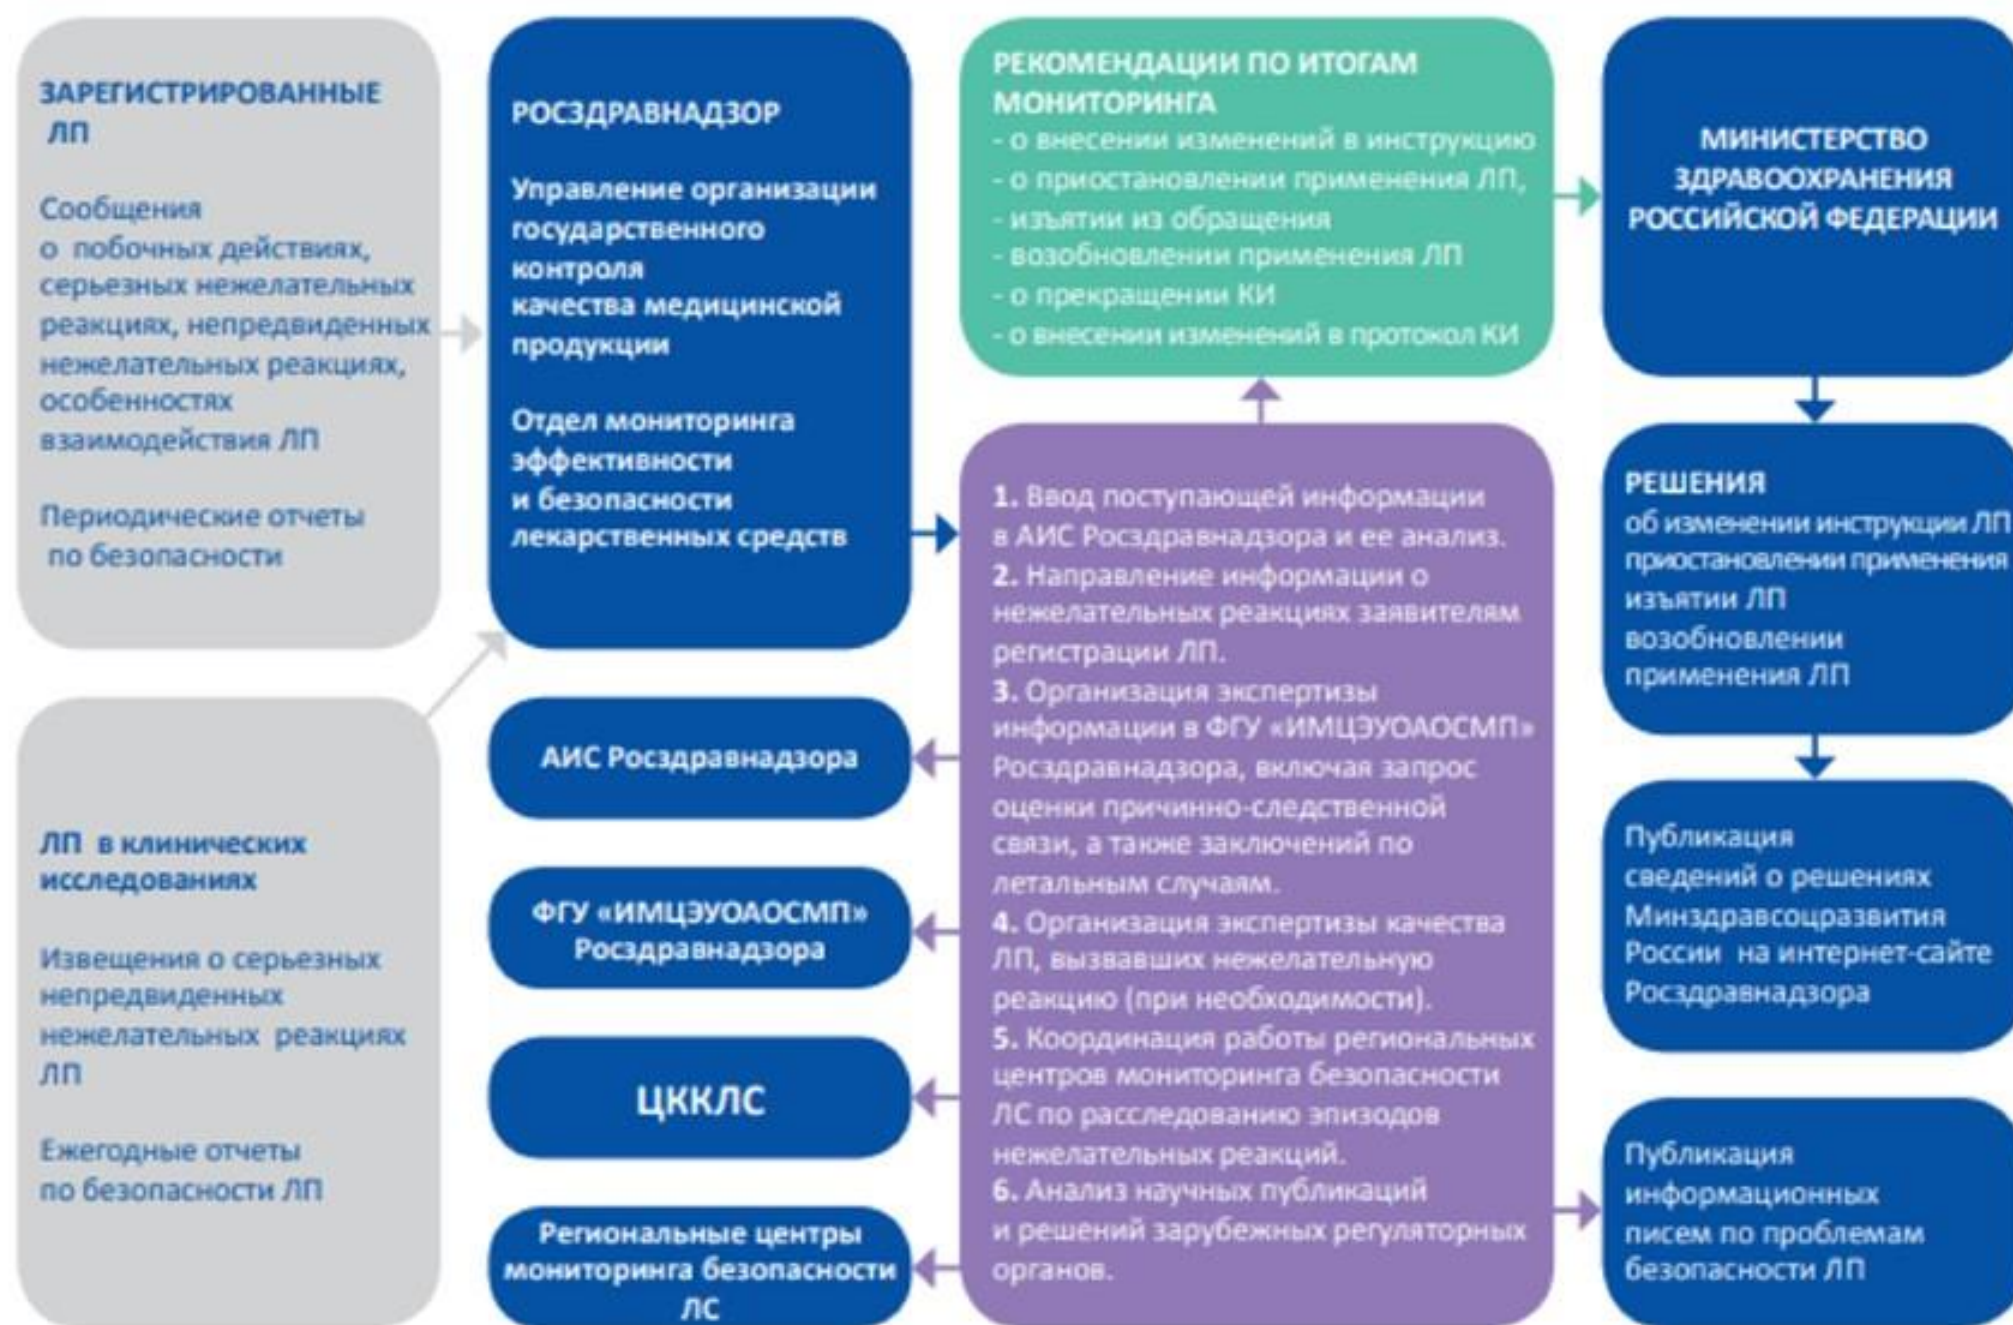 ЗАРЕГИСТРИРОВАННЫЕ
ЛП
Сообщения
о побочных действиях,
серьезных нежелательных
реакциях, непредвиденных
нежелательных реакциях,
особенностях
взаимодействия ЛП
Периодические отчеты
по безопасности
ЛП в клинических
исследованиях
Извещения о серьезных
непредвиденных
нежелательных реакциях
ЛП
Ежегодные отчеты
по безопасности ЛП
РОСЗДРАВНАДЗОР
Управление организации
государственного
контроля
качества медицинской
продукции
Отдел мониторинга
эффективности
и безопасности
лекарственных средств
АИС Росздравнадзора
ФГУ «ИМЦЭУОАОСМП»
Росздравнадзора
ЦККЛС
Региональные центры
мониторинга безопасности
ЛС
РЕКОМЕНДАЦИИ ПО ИТОГАМ
МОНИТОРИНГА
- о внесении изменений в инструкцию
- о приостановлении применения ЛП,
- изъятии из обращения
- возобновлении применения ЛП
- о прекращении КИ
- о внесении изменений в протокол КИ
1. Ввод поступающей информации
в АИС Росздравнадзора и ее анализ.
2. Направление информации о
нежелательных реакциях заявителям
регистрации ЛП.
3. Организация экспертизы
информации в ФГУ «ИМЦЭУОАОСМП»
Росздравнадзора, включая запрос
оценки причинно-следственной
связи, а также заключений по
летальным случаям.
4. Организация экспертизы качества
ЛП, вызвавших нежелательную
реакцию (при необходимости).
5. Координация работы региональных
центров мониторинга безопасности
ЛС по расследованию эпизодов
нежелательных реакций.
6. Анализ научных публикаций
и решений зарубежных регуляторных
органов.
МИНИСТЕРСТВО
ЗДРАВООХРАНЕНИЯ
РОССИЙСКОЙ ФЕДЕРАЦИИ
РЕШЕНИЯ
об изменении инструкции ЛП
приостановлении применения
изъятии ЛП
возобновлении
применения ЛП
Публикация
сведений о решениях
Минздравсоцразвития
России на интернет-сайте
Росздравнадзора
Публикация
информационных
писем по проблемам
безопасности ЛП